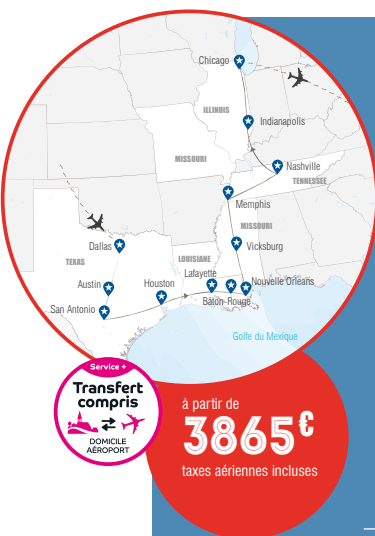 Chicago
ILLINOIS
Indianapolis
MISSOURI
Nashville
TENNESSEE
Memphis
MISSOURI
Dallas
Vicksburg
TEXAS
LOUISIANE
Lafayette
Austin
Houston
Nouvelle Orléans
Bâton-Rouge
San Antonio
Golfe du Mexique
Service +
Transfert
compris
DOMICILE
AÉROPORT
à partir de
3865€
taxes aériennes incluses